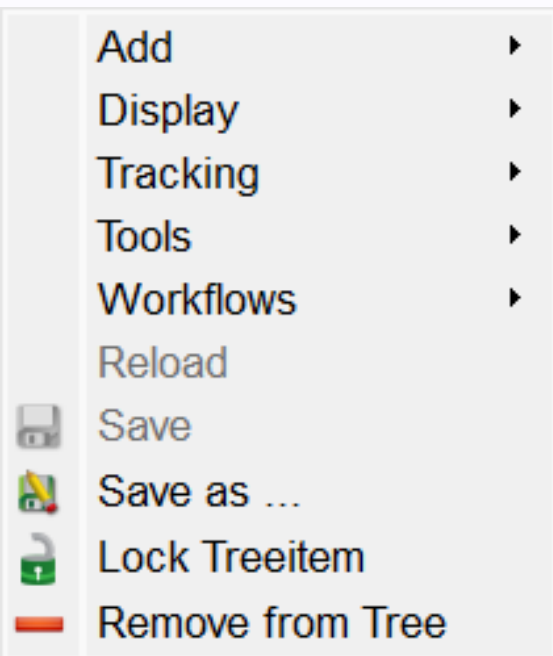 Add
Display
Tracking
Tools
Workflows
Reload
Save
Save as ...
Lock Treeitem
Remove from Tree